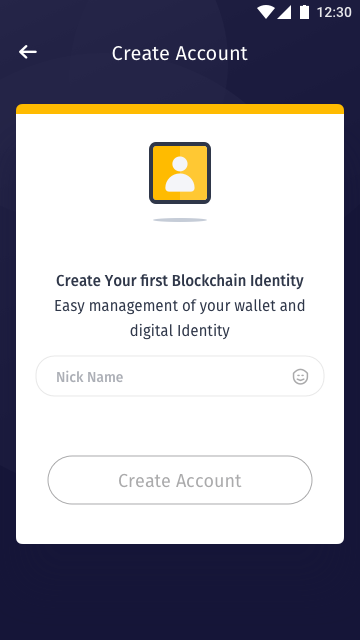 12:30
Create Account
Create Your first Blockchain Identity
Easy management of your wallet and
digital Identity
Nick Name
Create Account